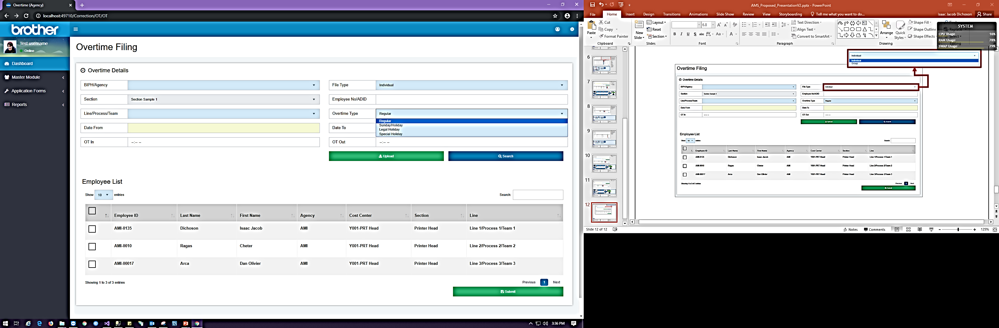 Overtime (Agency)
localhost:49710/Correction/OT/OT
brother
Test username
Online
Dashboard
Master Module
Application Forms
Reports
Overtime Filing
Overtime Details
BIPH/Agency
File Type
Individual
Section
Section Sample 1
Employee No/ADID
Line/Process/Team
Overtime Type
Regular
Regular
Sunday/Holiday
Legal Holiday
Special Holiday
Date From
Date To
OT In
--:-- --
OT Out
--:-- --
Upload
Search
Employee List
Show 10 entries
Search:
Employee ID Last Name First Name Agency Cost Center Section Line
AMI-0135 Dichoson Isaac Jacob AMI Y001-PRT Head Printer Head Line 1/Process 1/Team 1
AMI-0010 Ragas Cheter AMI Y001-PRT Head Printer Head Line 2/Process 2/Team 2
AMI-00017 Arca Dan Olivier AMI Y001-PRT Head Printer Head Line 3/Process 3/Team 3
Showing 1 to 3 of 3 entries
Previous 1 Next
Submit
3:36 PM
AMS_Proposed_PresentationV2.pptx - PowerPoint
File Home Insert Design Transitions Animations Slide Show Review View Storyboarding Tell me what you want to do... Isaac Jacob Dichoson Share
Paste
Cut
Copy
Format Painter
Clipboard
New Slide
Layout
Reset
Section
Slides
6.8
B I U S abc AV Aa A
Font
Text Direction
Align Text
Convert to SmartArt
Paragraph
Arrange
Quick Styles
Shape Fill
Shape Outline
Shape Effects
Drawing
Find
Replace
Select
Editing
SYSTEM
CPU Usage 16%
RAM Usage 78%
SWAP Usage 79%
6
7
8
9
10
11
12
Individual
Individual
Group
Overtime Filing
Overtime Details
BIPH/Agency
File Type
Individual
Section
Section Sample 1
Employee No/ADID
Line/Process/Team
Overtime Type
Regular
Date From
Date To
OT In
--:-- --
OT Out
--:-- --
Upload
Search
Employee List
Show 10 entries
Search:
Employee ID Last Name First Name Agency Cost Center Section Line
AMI-0135 Dichoson Isaac Jacob AMI Y001-PRT Head Printer Head Line 1/Process 1/Team 1
AMI-0010 Ragas Cheter AMI Y001-PRT Head Printer Head Line 2/Process 2/Team 2
AMI-00017 Arca Dan Olivier AMI Y001-PRT Head Printer Head Line 3/Process 3/Team 3
Showing 1 to 3 of 3 entries
Previous 1 Next
Submit
Slide 12 of 12
Notes
Comments
125%